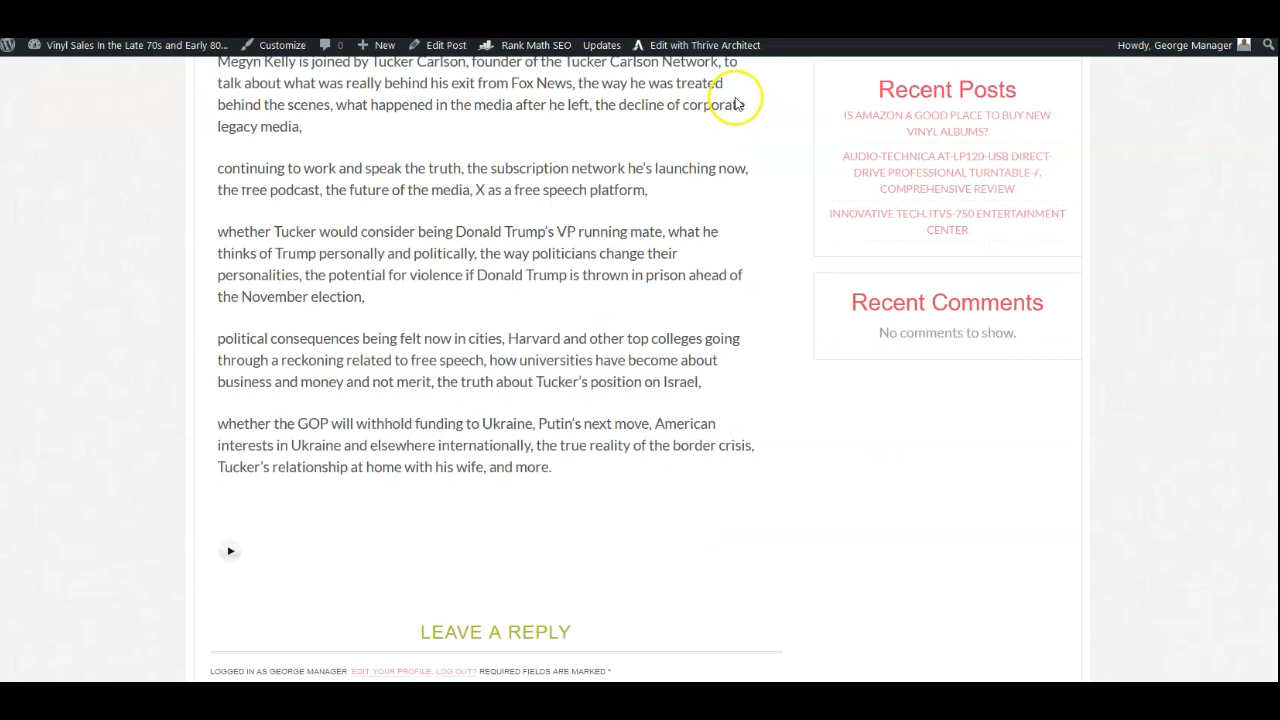 Vinyl Sales In the Late 70s and Early 80... Customize 0 New Edit Post Rank Math SEO Updates Edit with Thrive Architect Howdy, George Manager
Megyn Kelly is joined by Tucker Carlson, founder of the Tucker Carlson Network, to
talk about what was really behind his exit from Fox News, the way he was treated
behind the scenes, what happened in the media after he left, the decline of corporate
legacy media,
continuing to work and speak the truth, the subscription network he's launching now,
the tree podcast, the future of the media, X as a free speech platform,
whether Tucker would consider being Donald Trump's VP running mate, what he
thinks of Trump personally and politically, the way politicians change their
personalities, the potential for violence if Donald Trump is thrown in prison ahead of
the November election,
political consequences being felt now in cities, Harvard and other top colleges going
through a reckoning related to free speech, how universities have become about
business and money and not merit, the truth about Tucker's position on Israel,
whether the GOP will withhold funding to Ukraine, Putin's next move, American
interests in Ukraine and elsewhere internationally, the true reality of the border crisis,
Tucker's relationship at home with his wife, and more.
LEAVE A REPLY
LOGGED IN AS GEORGE MANAGER. EDIT YOUR PROFILE. LOG OUT? REQUIRED FIELDS ARE MARKED *
Recent Posts
IS AMAZON A GOOD PLACE TO BUY NEW
VINYL ALBUMS?
AUDIO-TECHNICA AT-LP120-USB DIRECT-
DRIVE PROFESSIONAL TURNTABLE-/.
COMPREHENSIVE REVIEW
INNOVATIVE TECH. ITVS-750 ENTERTAINMENT
CENTER
Recent Comments
No comments to show.